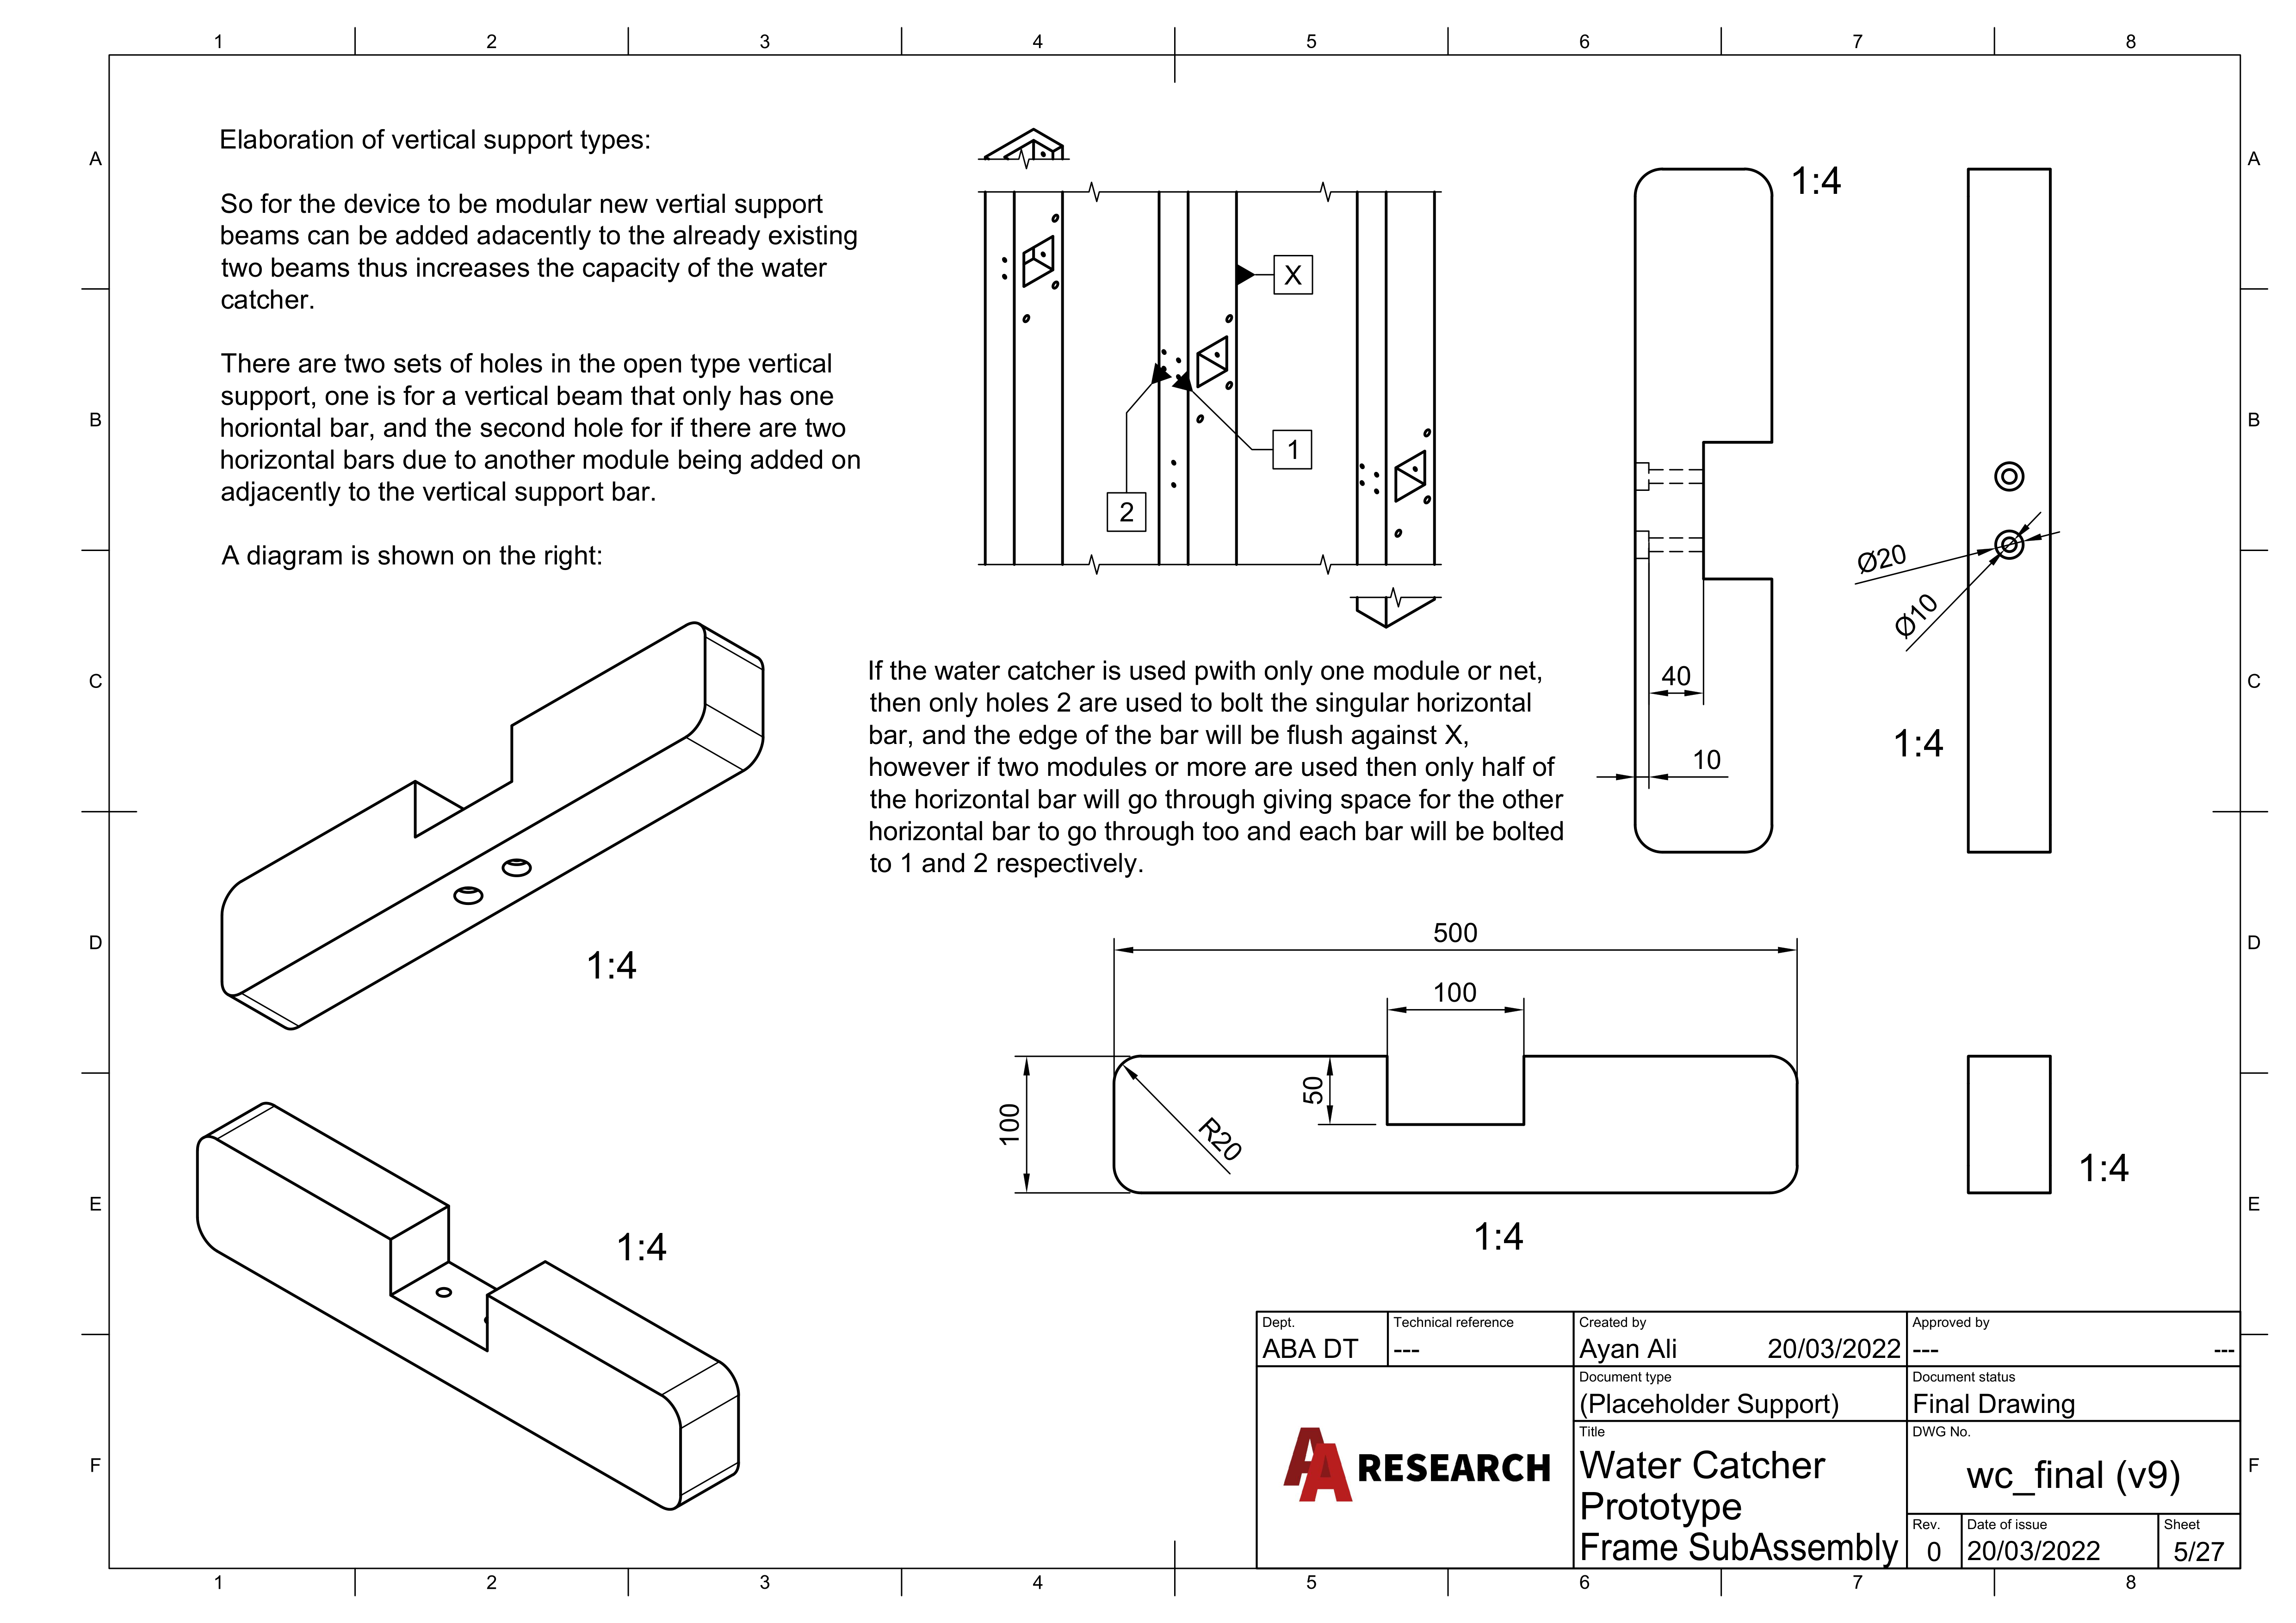 1 2 3 4 5 6 7 8
A A
B B
C C
D D
E E
F F
Elaboration of vertical support types:
So for the device to be modular new vertial support
beams can be added adacently to the already existing
two beams thus increases the capacity of the water
catcher.
There are two sets of holes in the open type vertical
support, one is for a vertical beam that only has one
horiontal bar, and the second hole for if there are two
horizontal bars due to another module being added on
adjacently to the vertical support bar.
A diagram is shown on the right:
X
1
2
If the water catcher is used pwith only one module or net,
then only holes 2 are used to bolt the singular horizontal
bar, and the edge of the bar will be flush against X,
however if two modules or more are used then only half of
the horizontal bar will go through giving space for the other
horizontal bar to go through too and each bar will be bolted
to 1 and 2 respectively.
1:4
40
10
Ø20
Ø10
1:4
1:4
1:4
500
100
50
100
R20
1:4
1:4
Dept.
ABA DT
Technical reference
---
Created by
Ayan Ali 20/03/2022
Approved by
--- ---
Document type
(Placeholder Support)
Document status
Final Drawing
AA RESEARCH
Title
Water Catcher
Prototype
Frame SubAssembly
DWG No.
wc_final (v9)
Rev.
0
Date of issue
20/03/2022
Sheet
5/27
1 2 3 4 5 6 7 8